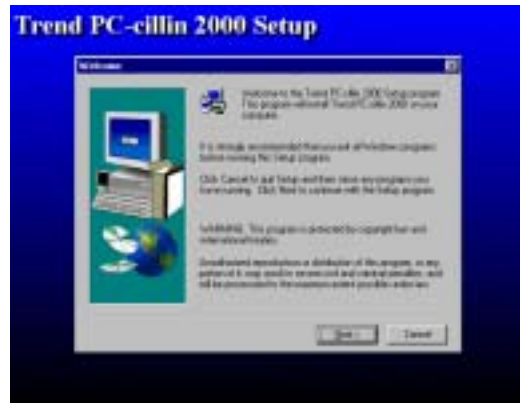 Trend PC-cillin 2000 Setup
Welcome
Welcome to the Trend PC-cillin 2000 Setup program.
This program will install Trend PC-cillin 2000 on your
computer.
It is strongly recommended that you exit all Windows programs
before running this Setup program.
Click Cancel to quit Setup and then close any programs you
have running. Click Next to continue with the Setup program.
WARNING: This program is protected by copyright law and
international treaties.
Unauthorized reproduction or distribution of this program, or any
portion of it, may result in severe civil and criminal penalties, and
will be prosecuted to the maximum extent possible under law.
Next >
Cancel